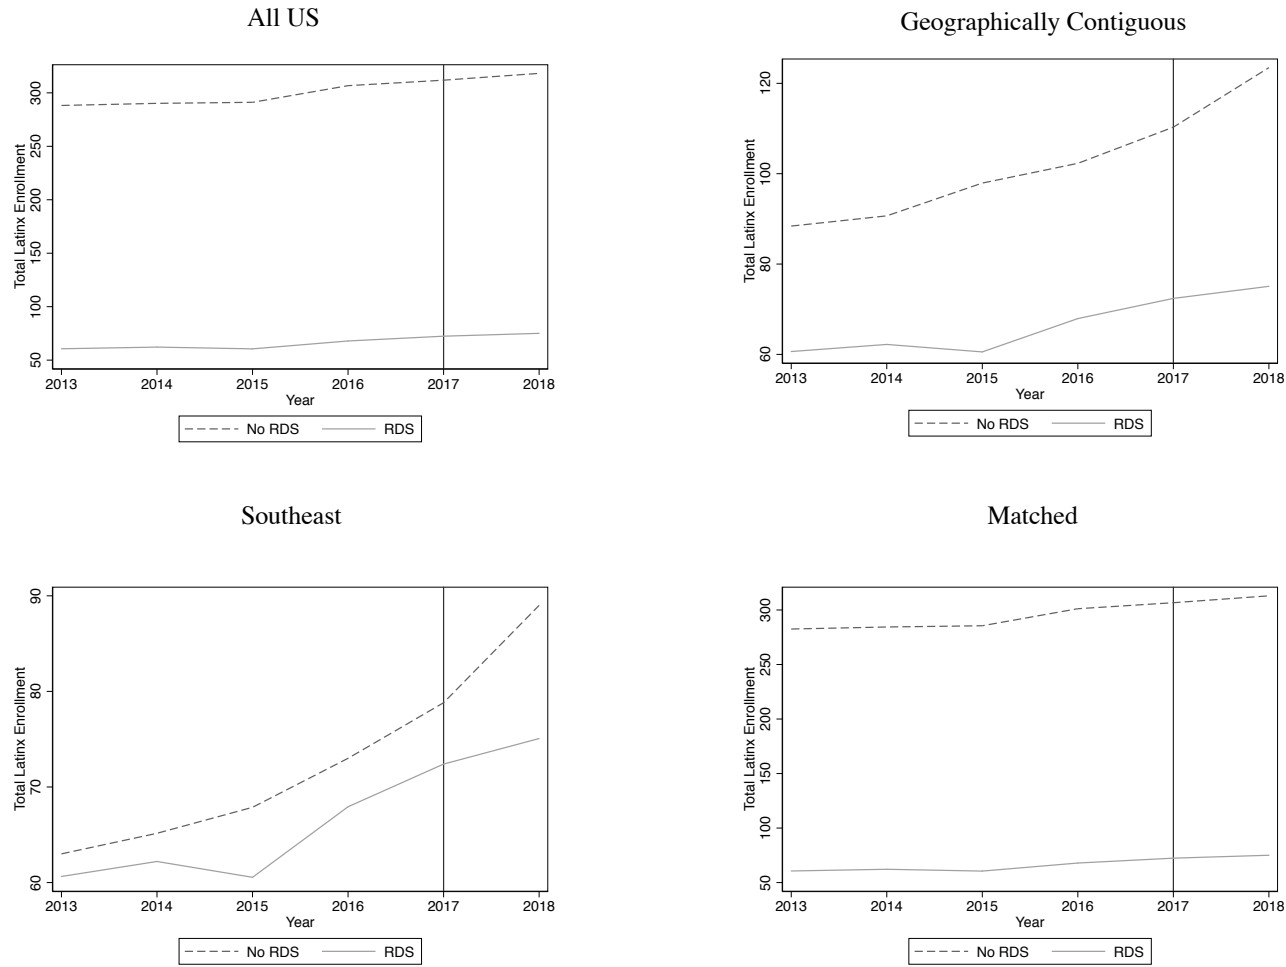 All US
Total Latinx Enrollment
300
250
200
150
100
50
2013 2014 2015 2016 2017 2018
Year
No RDS RDS
Geographically Contiguous
Total Latinx Enrollment
120
100
80
60
2013 2014 2015 2016 2017 2018
Year
No RDS RDS
Southeast
Total Latinx Enrollment
90
80
70
60
2013 2014 2015 2016 2017 2018
Year
No RDS RDS
Matched
Total Latinx Enrollment
300
250
200
150
100
50
2013 2014 2015 2016 2017 2018
Year
No RDS RDS